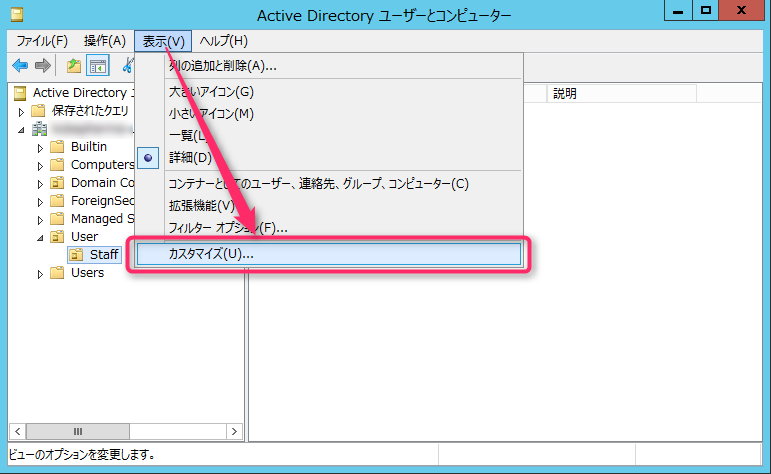 Active Directory ユーザーとコンピューター
ファイル(F) 操作(A) 表示(V) ヘルプ(H)
列の追加と削除(A)...
大きいアイコン(G)
小さいアイコン(M)
一覧(L)
詳細(D)
コンテナーとしてのユーザー、連絡先、グループ、コンピューター(C)
拡張機能(V)
フィルター オプション(F)...
カスタマイズ(U)...
Active Directory
保存されたクエリ
Builtin
Computers
Domain Co
ForeignSec
Managed S
User
Staff
Users
説明
ビューのオプションを変更します。